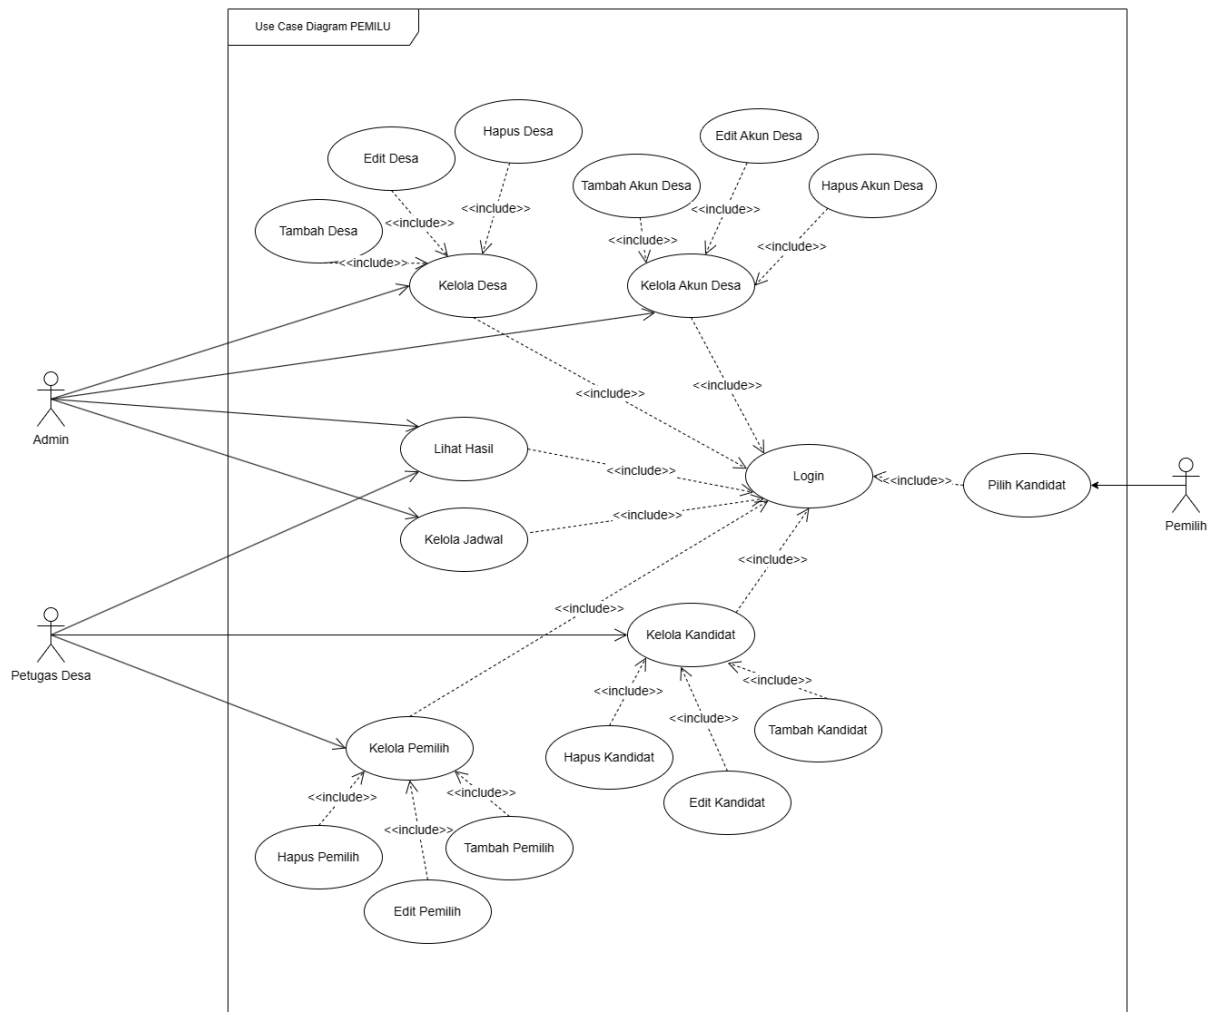 Use Case Diagram PEMILU
Hapus Desa
Edit Akun Desa
Edit Desa
Tambah Akun Desa
Hapus Akun Desa
<<include>>
<<include>>
<<include>>
<<include>>
Tambah Desa
<<include>>
<<include>>
Kelola Desa
Kelola Akun Desa
<<include>>
<<include>>
Admin
Lihat Hasil
<<include>>
Login
<<include>>
Pilih Kandidat
Pemilih
<<include>>
Kelola Jadwal
<<include>>
<<include>>
Kelola Kandidat
Petugas Desa
<<include>>
<<include>>
<<include>>
Tambah Kandidat
Kelola Pemilih
Hapus Kandidat
<<include>>
<<include>>
Edit Kandidat
<<include>>
Tambah Pemilih
Hapus Pemilih
Edit Pemilih